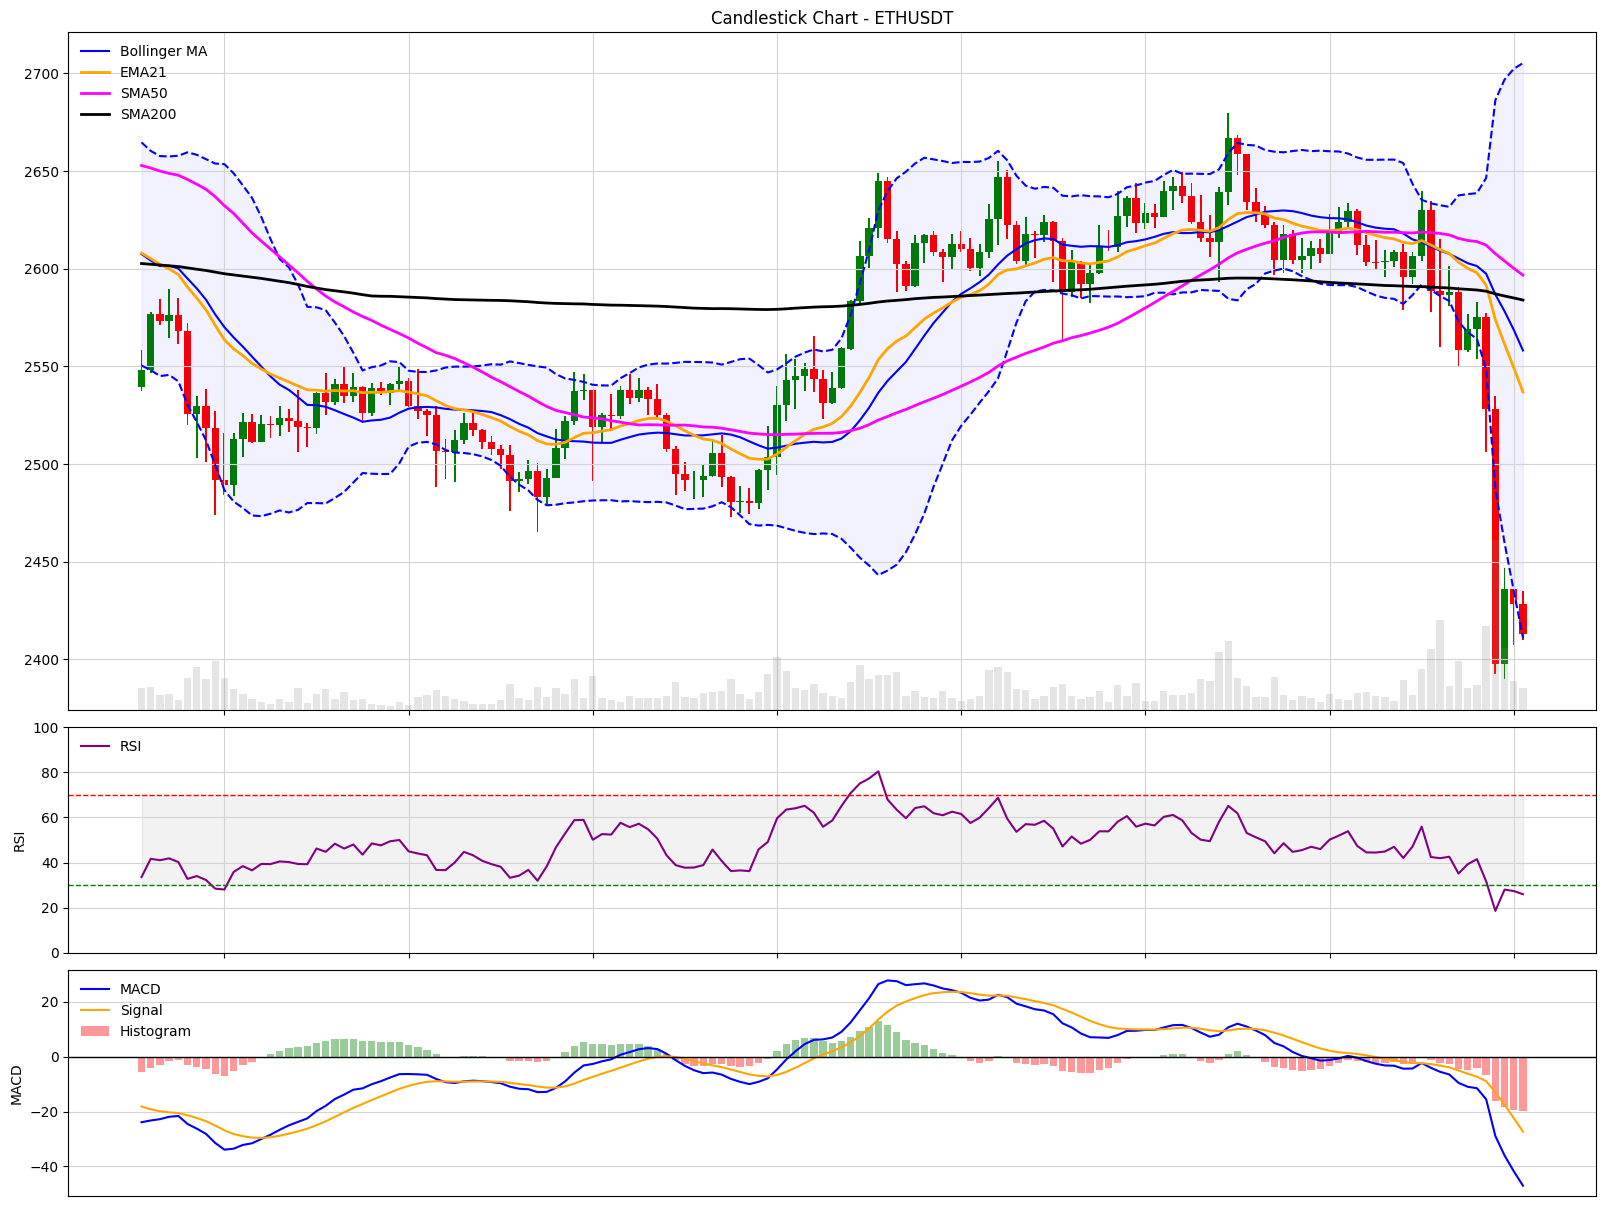 Candlestick Chart - ETHUSDT
Bollinger MA
EMA21
SMA50
SMA200
2700
2650
2600
2550
2500
2450
2400
RSI
100
80
60
40
20
0
RSI
MACD
Signal
Histogram
20
0
−20
−40
MACD